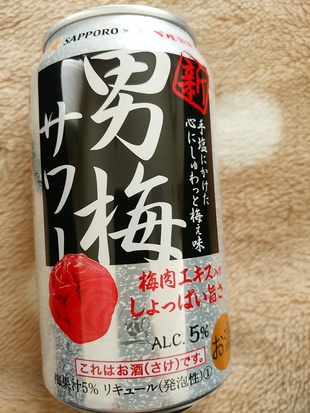 SAPPORO ×
新
男梅
サワー
手塩にかけた
心にしゅわっと梅え味
梅肉エキス
しょっぱい旨さ
ALC. 5%
お酒
これはお酒(さけ)です。
梅果汁5% リキュール(発泡性)①